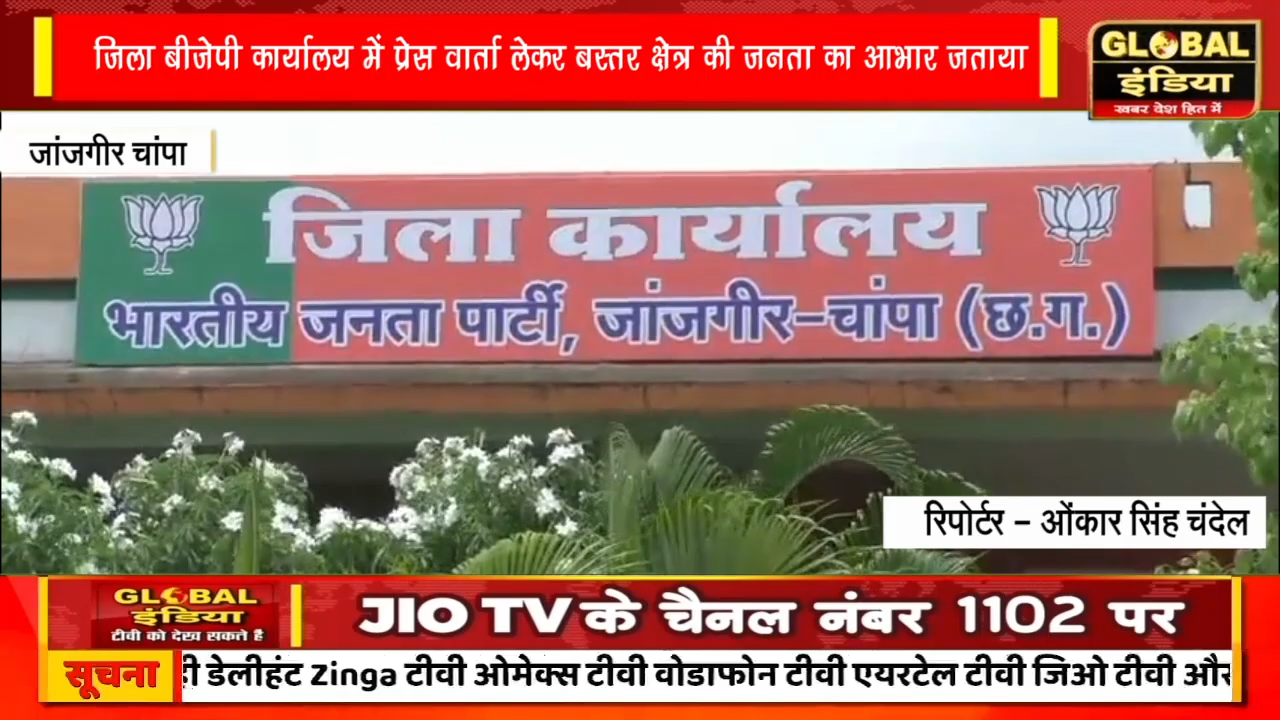 जिला बीजेपी कार्यालय में प्रेस वार्ता लेकर बस्तर क्षेत्र की जनता का आभार जताया
GLOBAL
इंडिया
खबर देश हित में
जांजगीर चांपा
जिला कार्यालय
भारतीय जनता पार्टी, जांजगीर-चांपा (छ.ग.)
रिपोर्टर - ओंकार सिंह चंदेल
GLOBAL
इंडिया
टीवी को देख सकते है
JIO TV के चैनल नंबर 1102 पर
सूचना
डेलीहंट Zinga टीवी ओमेक्स टीवी वोडाफोन टीवी एयरटेल टीवी जिओ टीवी और